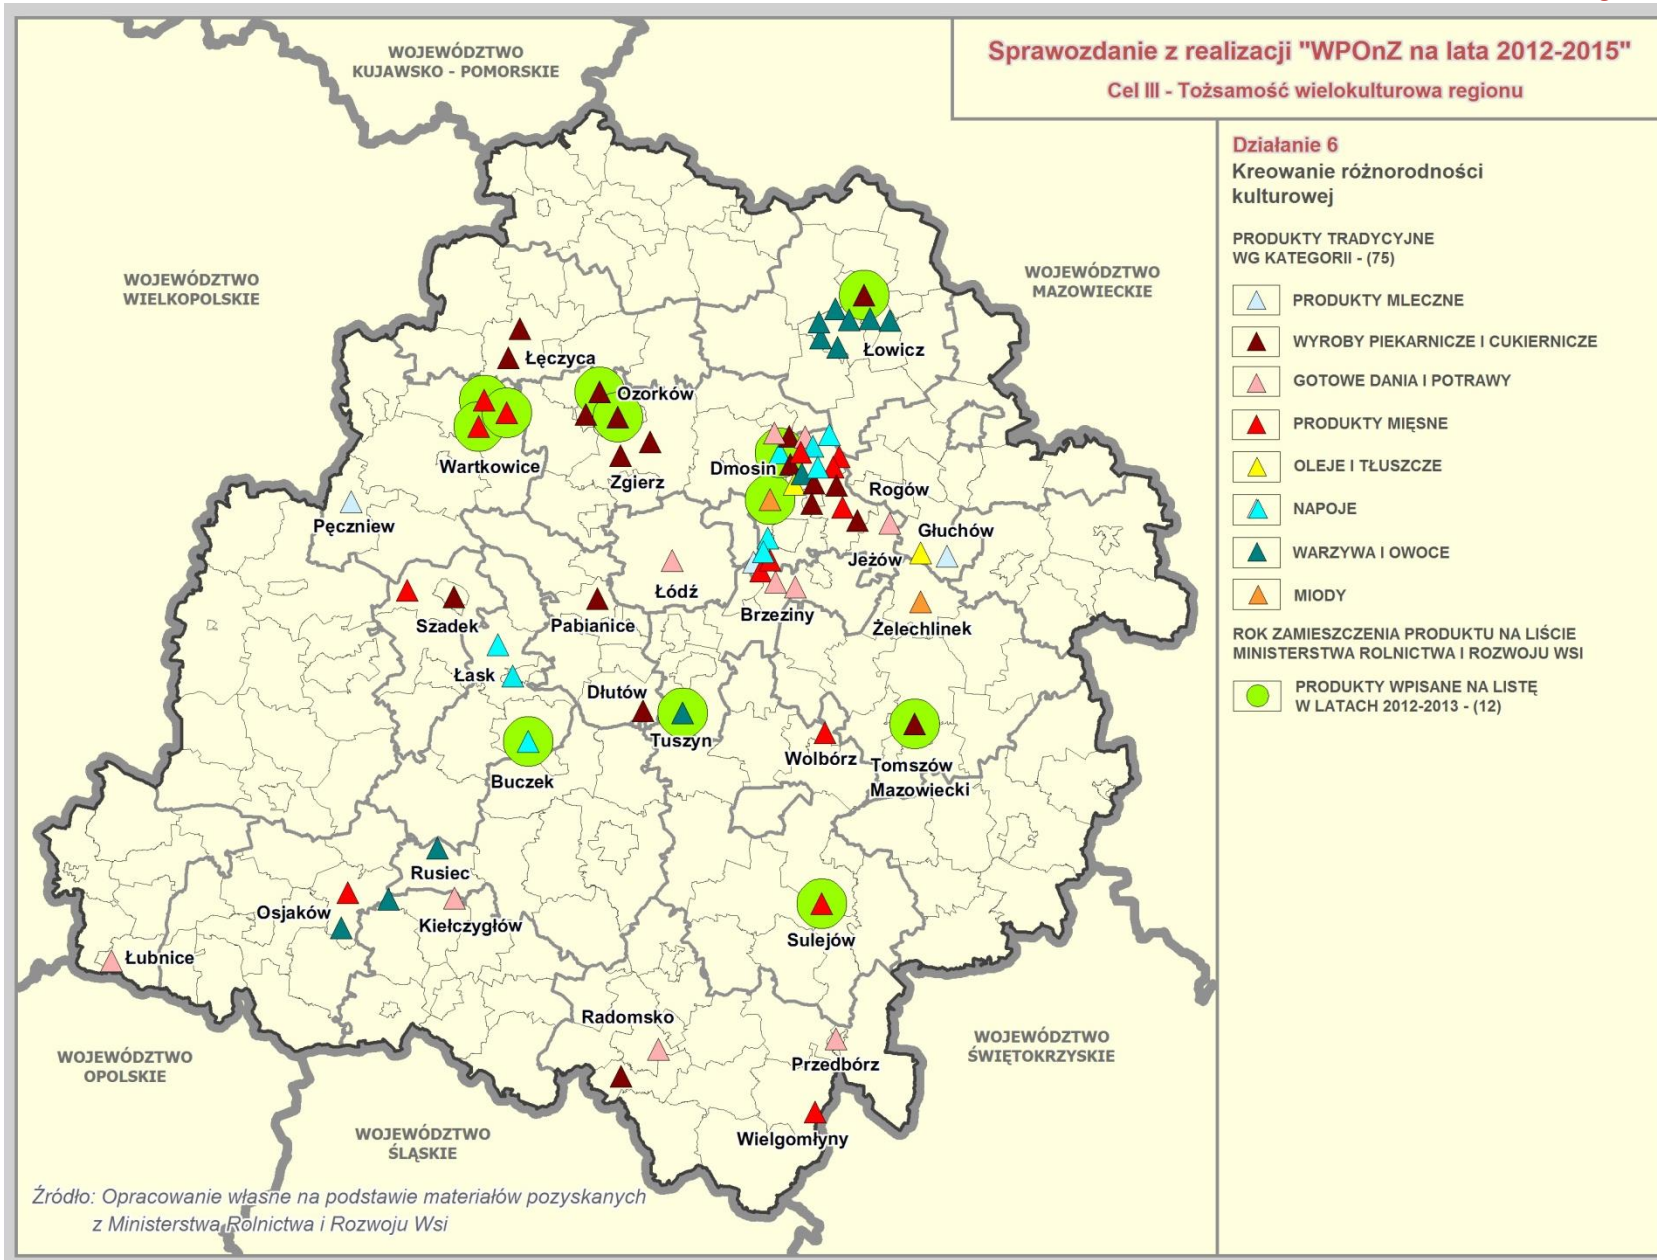 Sprawozdanie z realizacji "WPOnZ na lata 2012-2015"
Cel III - Tożsamość wielokulturowa regionu
Działanie 6
Kreowanie różnorodności
kulturowej
PRODUKTY TRADYCYJNE
WG KATEGORII - (75)
PRODUKTY MLECZNE
WYROBY PIEKARNICZE I CUKIERNICZE
GOTOWE DANIA I POTRAWY
PRODUKTY MIĘSNE
OLEJE I TŁUSZCZE
NAPOJE
WARZYWA I OWOCE
MIODY
ROK ZAMIESZCZENIA PRODUKTU NA LIŚCIE
MINISTERSTWA ROLNICTWA I ROZWOJU WSI
PRODUKTY WPISANE NA LISTĘ
W LATACH 2012-2013 - (12)
WOJEWÓDZTWO
KUJAWSKO - POMORSKIE
WOJEWÓDZTWO
WIELKOPOLSKIE
WOJEWÓDZTWO
MAZOWIECKIE
Łowicz
Łęczyca
Ozorków
Wartkowice
Zgierz
Dmosin
Rogów
Pęczniew
Głuchów
Jeżów
Łódź
Brzeziny
Żelechlinek
Szadek
Pabianice
Łask
Dłutów
Tuszyn
Buczek
Wolbórz
Tomszów
Mazowiecki
Rusiec
Osjaków
Kiełczygłów
Sulejów
Łubnice
Radomsko
Przedbórz
Wielgomłyny
WOJEWÓDZTWO
OPOLSKIE
WOJEWÓDZTWO
ŚLĄSKIE
WOJEWÓDZTWO
ŚWIĘTOKRZYSKIE
Źródło: Opracowanie własne na podstawie materiałów pozyskanych
z Ministerstwa Rolnictwa i Rozwoju Wsi